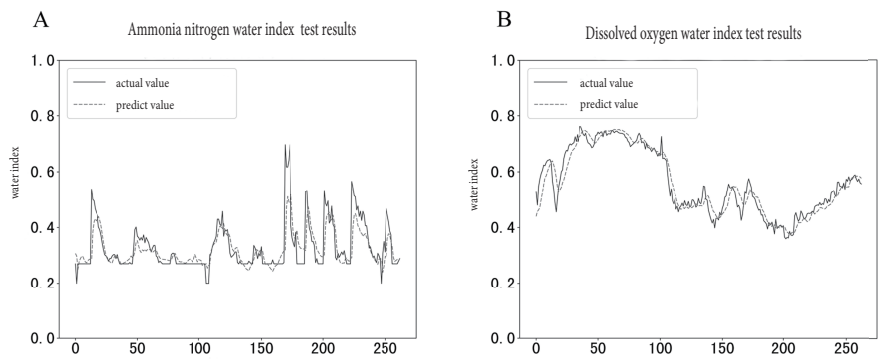 A
Ammonia nitrogen water index test results
1.0
0.8
0.6
0.4
0.2
0.0
water index
actual value
predict value
0 50 100 150 200 250
B
Dissolved oxygen water index test results
1.0
0.8
0.6
0.4
0.2
0.0
water index
actual value
predict value
0 50 100 150 200 250